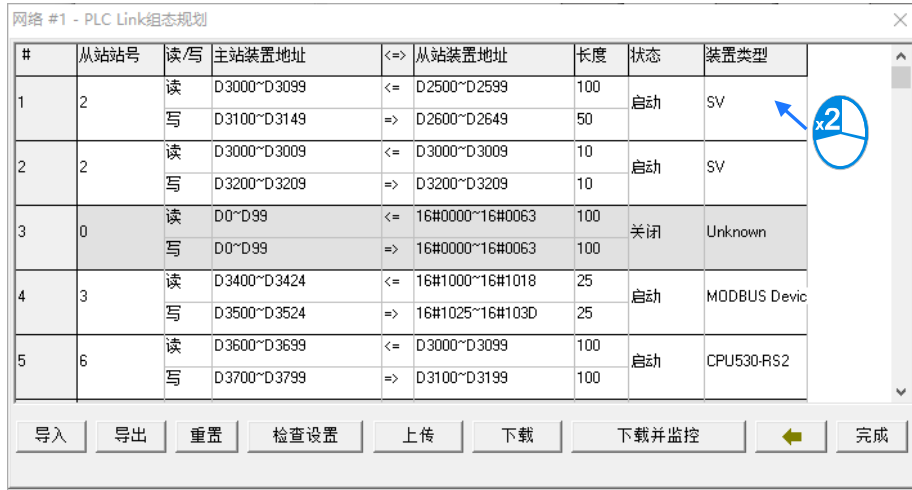 网络 #1 - PLC Link组态规划
# 从站站号 读/写 主站装置地址 <=> 从站装置地址 长度 状态 装置类型
1 2 读 D3000~D3099 <= D2500~D2599 100 启动 SV
写 D3100~D3149 => D2600~D2649 50
2 2 读 D3000~D3009 <= D3000~D3009 10 启动 SV
写 D3200~D3209 => D3200~D3209 10
3 0 读 D0~D99 <= 16#0000~16#0063 100 关闭 Unknown
写 D0~D99 => 16#0000~16#0063 100
4 3 读 D3400~D3424 <= 16#1000~16#1018 25 启动 MODBUS Devic
写 D3500~D3524 => 16#1025~16#103D 25
5 6 读 D3600~D3699 <= D3000~D3099 100 启动 CPU530-RS2
写 D3700~D3799 => D3100~D3199 100
x2
导入 导出 重置 检查设置 上传 下载 下载并监控 完成